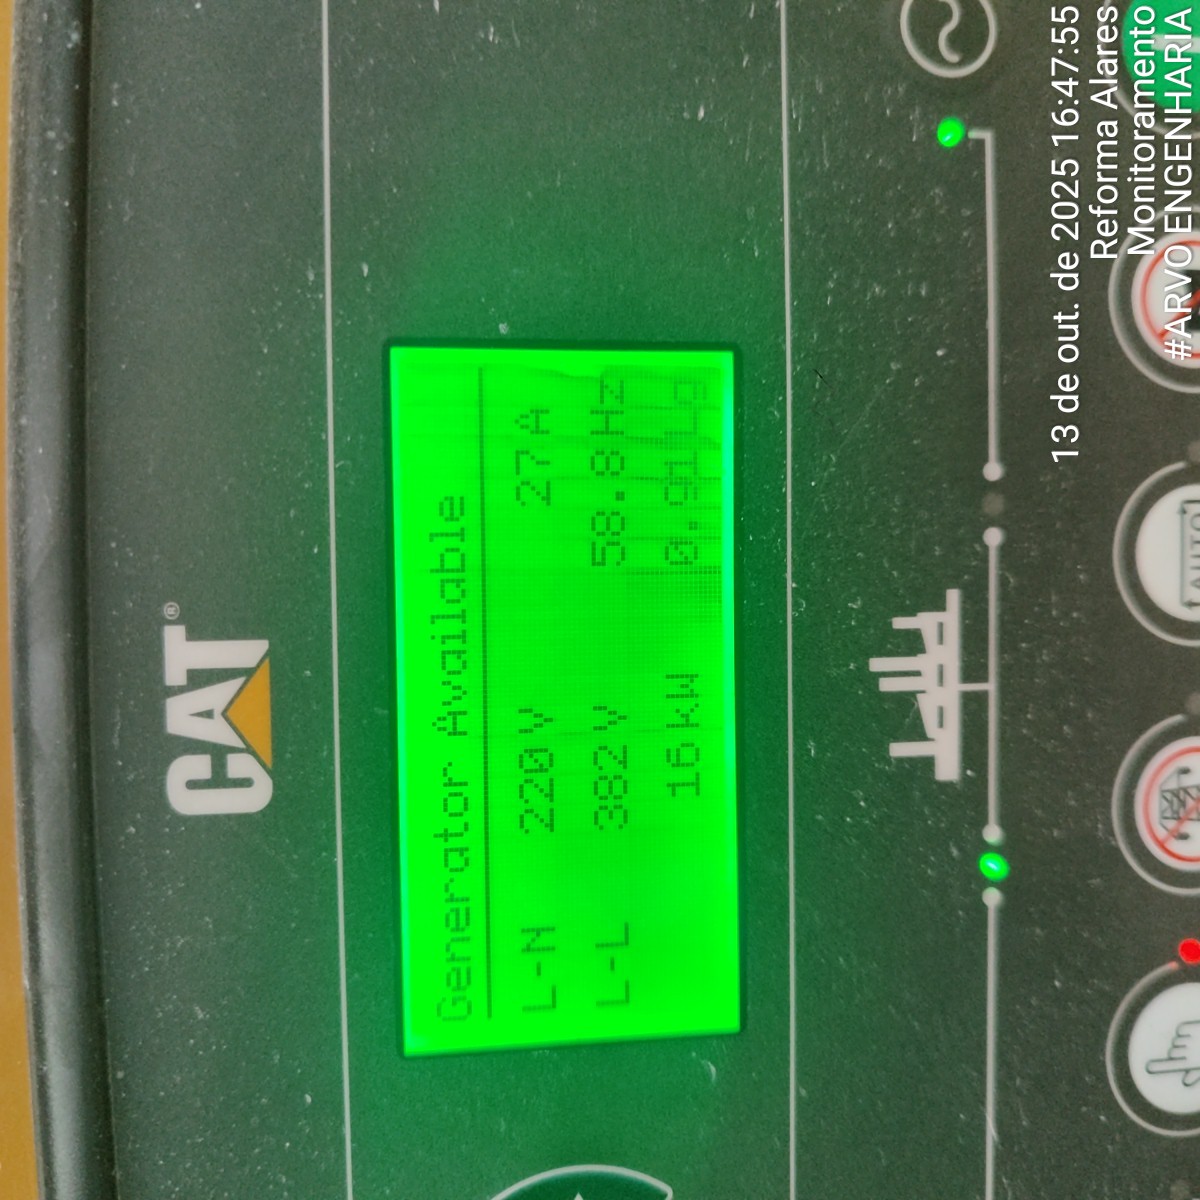 CAT®
Generator Available
L-N 220 V 27 A
L-L 382 V 58.8 Hz
16 kW 0.91 Lg
13 de out. de 2025 16:47:55
Reforma Alares
Monitoramento
#ARVO ENGENHARIA
AUTO